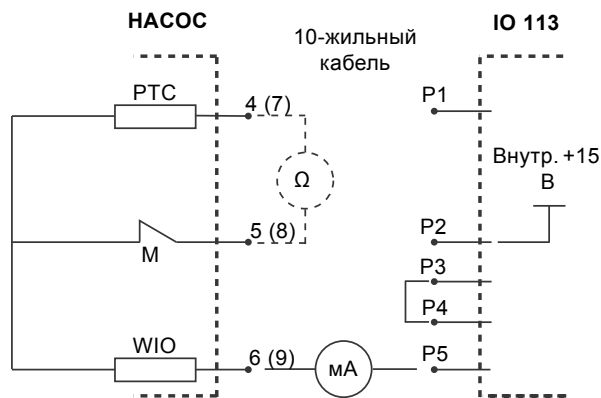 НАСОС
10-жильный
кабель
IO 113
PTC
4 (7)
P1
Ω
Внутр. +15
В
M
5 (8)
P2
P3
P4
WIO
6 (9)
мА
P5